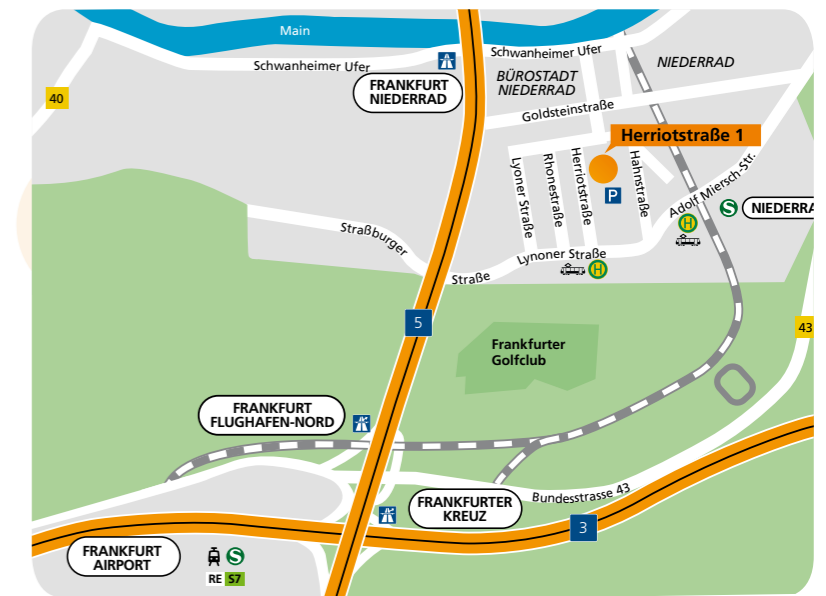 Main
Schwanheimer Ufer
Schwanheimer Ufer
NIEDERRAD
BÜROSTADT
NIEDERRAD
FRANKFURT
NIEDERRAD
40
Goldsteinstraße
Herriotstraße 1
Lyoner Straße
Rhonestraße
Herriotstraße
Hahnstraße
P
Adolf Miersch-Str.
S
NIEDERRA
H
Straßburger
Straße
Lynoner Straße
H
5
43
Frankfurter
Golfclub
FRANKFURT
FLUGHAFEN-NORD
FRANKFURTER
KREUZ
Bundesstrasse 43
3
FRANKFURT
AIRPORT
S
RE S7